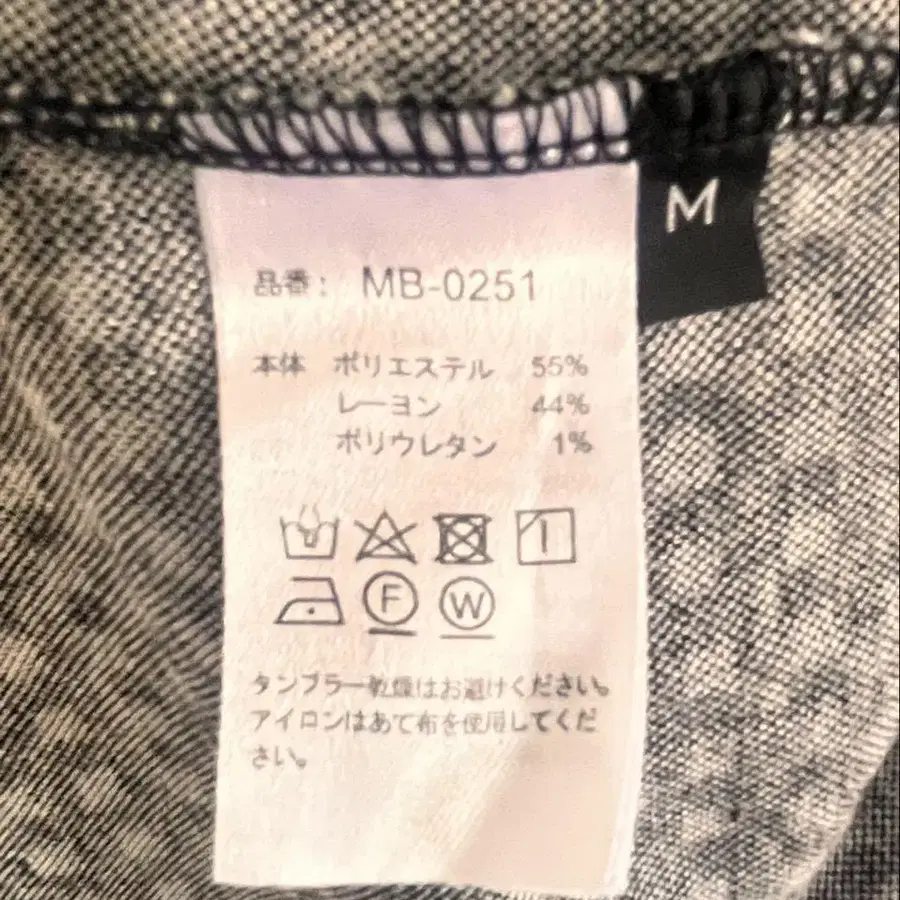 M
品番： MB-0251
本体 ポリエステル 55%
レーヨン 44%
ポリウレタン 1%
F W
タンブラー乾燥はお避けください。
アイロンはあて布を使用してくだ
さい。